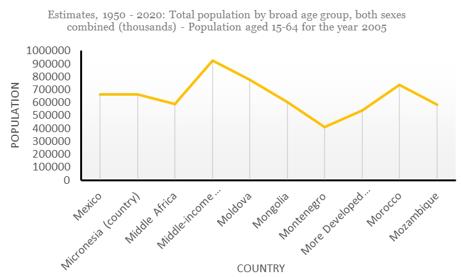 Estimates, 1950 - 2020: Total population by broad age group, both sexes
combined (thousands) - Population aged 15-64 for the year 2005
1000000
900000
800000
700000
600000
500000
400000
300000
200000
100000
0
POPULATION
Mexico
Micronesia (country)
Middle Africa
Middle-income...
Moldova
Mongolia
Montenegro
More Developed...
Morocco
Mozambique
COUNTRY